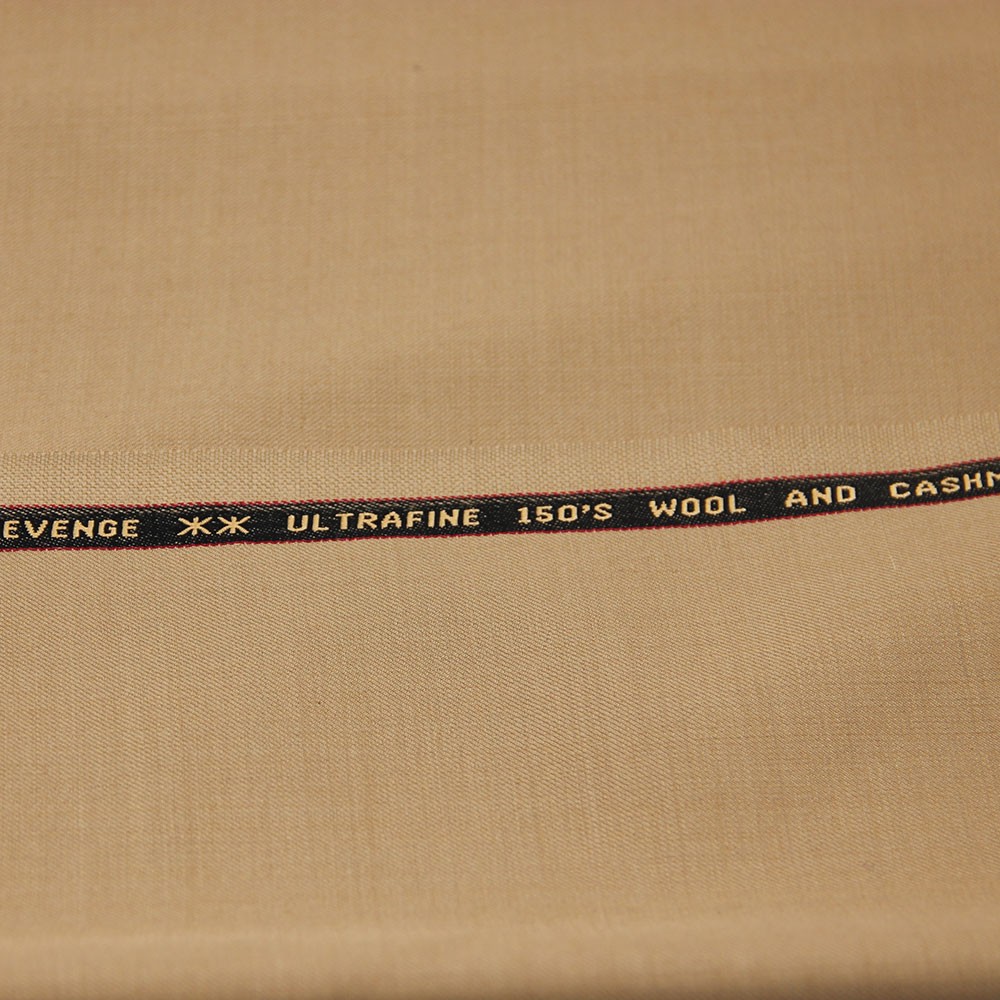 EVENGE ** ULTRAFINE 150'S WOOL AND CASHM